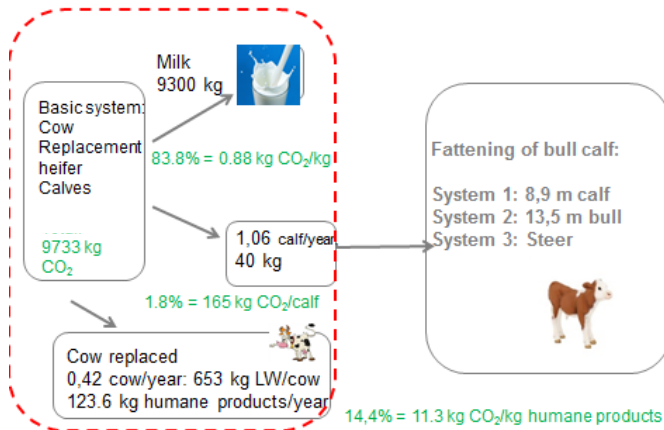 Milk
9300 kg
Basic system:
Cow
Replacement
heifer
Calves
83.8% = 0.88 kg CO₂/kg
9733 kg
CO₂
1,06 calf/year
40 kg
1.8% = 165 kg CO₂/calf
Cow replaced
0,42 cow/year: 653 kg LW/cow
123.6 kg humane products/year
14,4% = 11.3 kg CO₂/kg humane products
Fattening of bull calf:
System 1: 8,9 m calf
System 2: 13,5 m bull
System 3: Steer